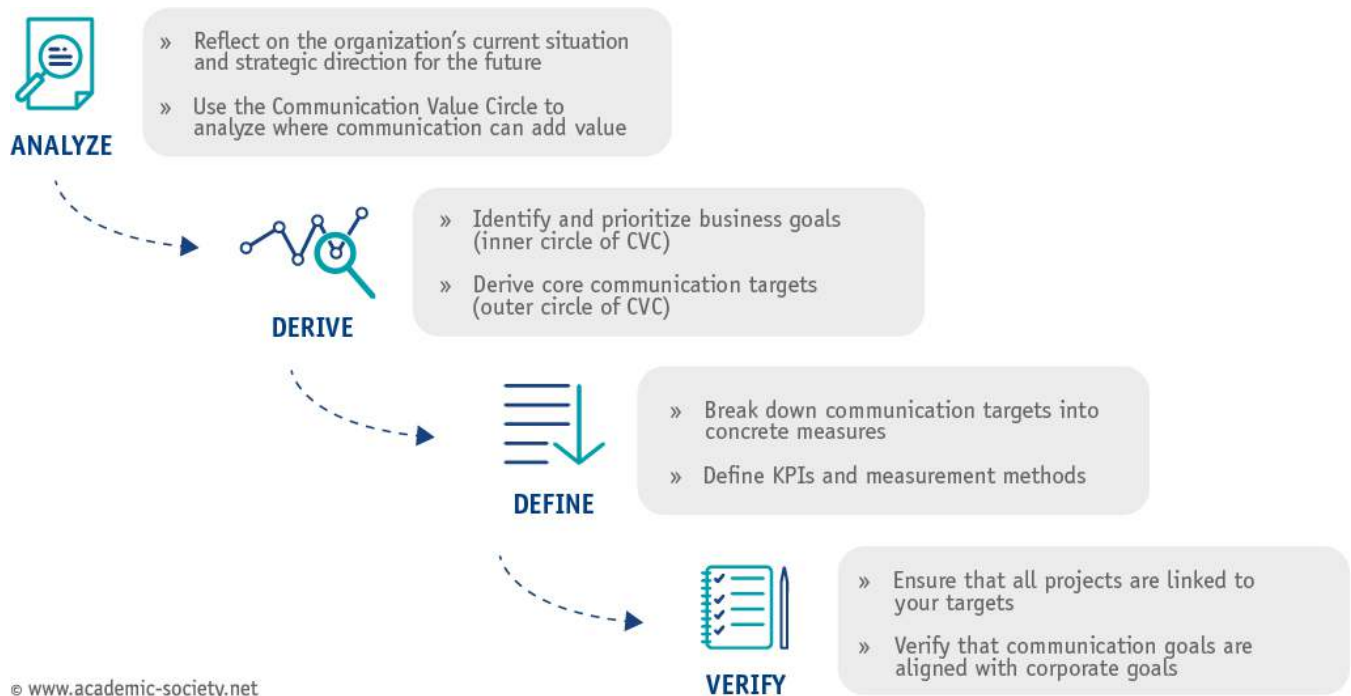 » Reflect on the organization's current situation
and strategic direction for the future
» Use the Communication Value Circle to
analyze where communication can add value
ANALYZE
» Identify and prioritize business goals
(inner circle of CVC)
» Derive core communication targets
(outer circle of CVC)
DERIVE
» Break down communication targets into
concrete measures
» Define KPIs and measurement methods
DEFINE
» Ensure that all projects are linked to
your targets
» Verify that communication goals are
aligned with corporate goals
VERIFY
© www.academic-society.net